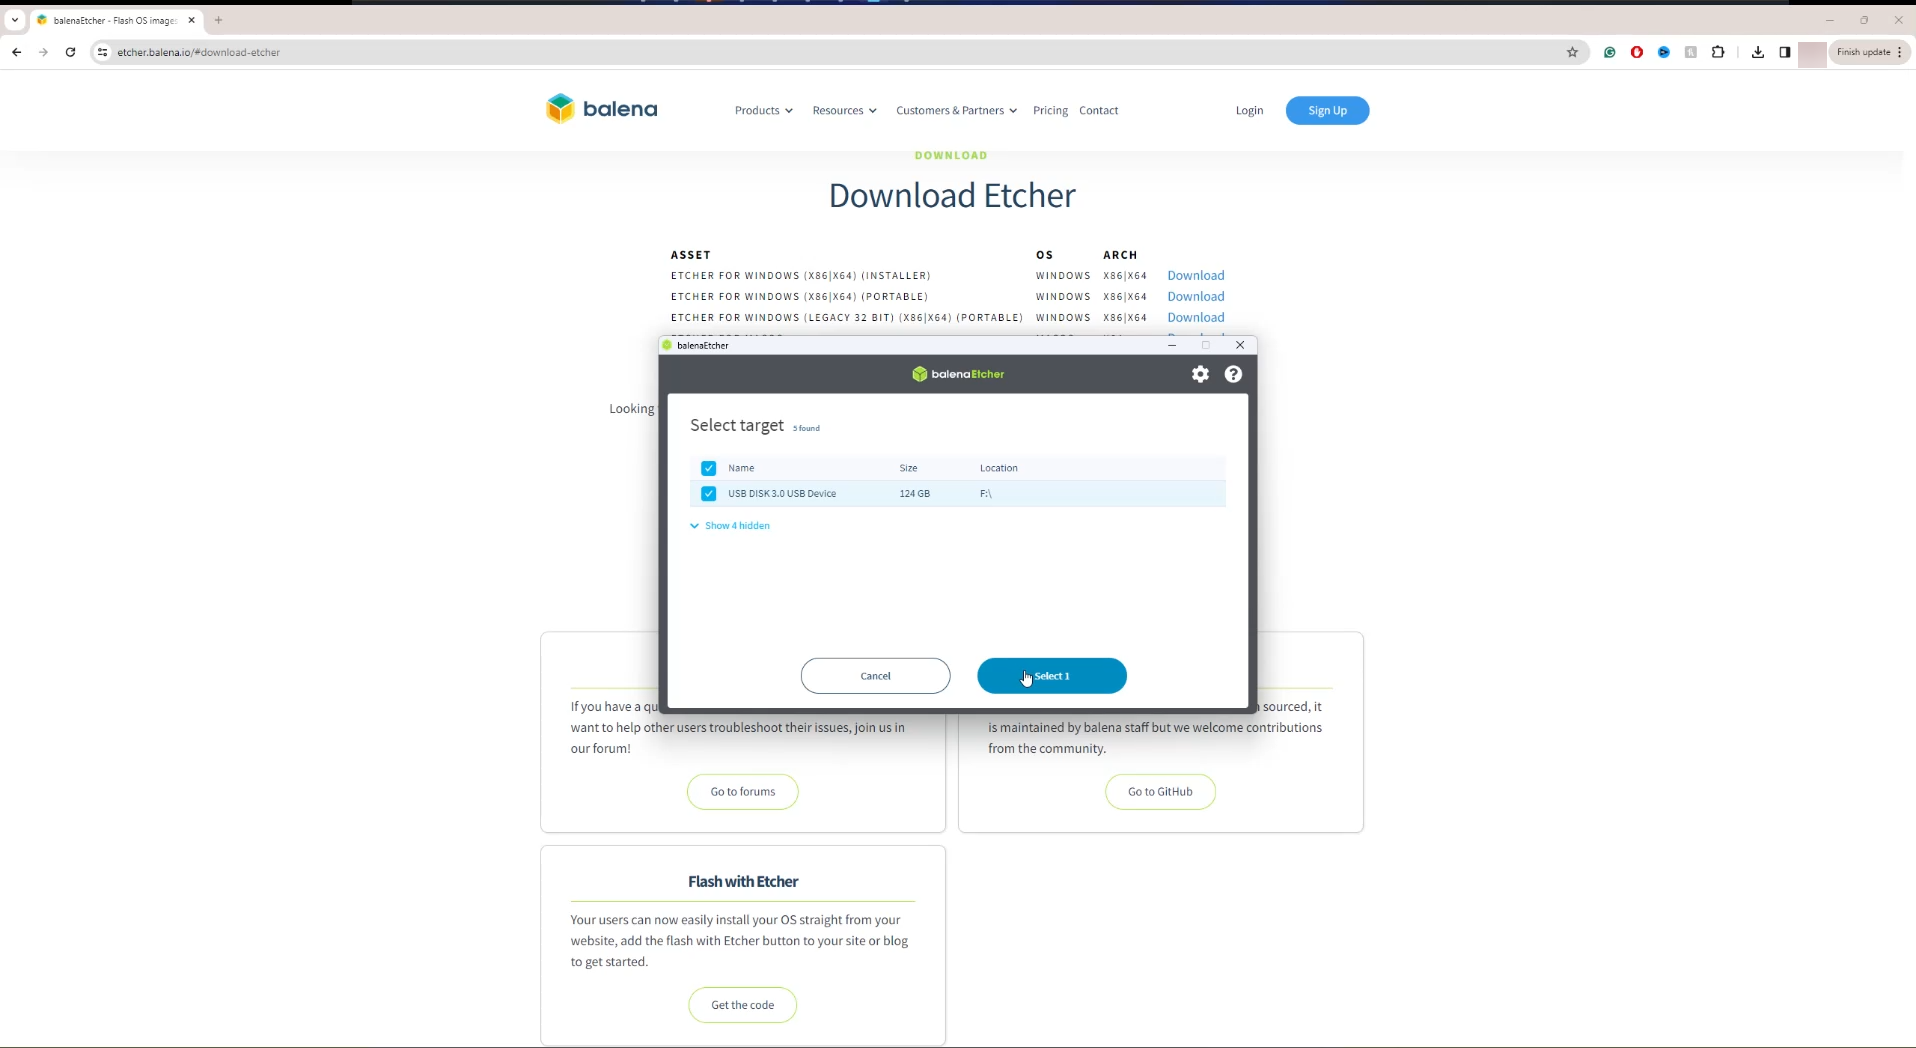 balenaEtcher - Flash OS images
etcher.balena.io/#download-etcher
Finish update
balena
Products
Resources
Customers & Partners
Pricing
Contact
Login
Sign Up
DOWNLOAD
Download Etcher
ASSET OS ARCH
ETCHER FOR WINDOWS (X86|X64) (INSTALLER) WINDOWS X86|X64 Download
ETCHER FOR WINDOWS (X86|X64) (PORTABLE) WINDOWS X86|X64 Download
ETCHER FOR WINDOWS (LEGACY 32 BIT) (X86|X64) (PORTABLE) WINDOWS X86|X64 Download
Looking
balenaEtcher
balenaEtcher
Select target 5 found
Name Size Location
USB DISK 3.0 USB Device 124 GB F:\
Show 4 hidden
Cancel
Select 1
If you have a qu
want to help other users troubleshoot their issues, join us in
our forum!
Go to forums
sourced, it
is maintained by balena staff but we welcome contributions
from the community.
Go to GitHub
Flash with Etcher
Your users can now easily install your OS straight from your
website, add the flash with Etcher button to your site or blog
to get started.
Get the code